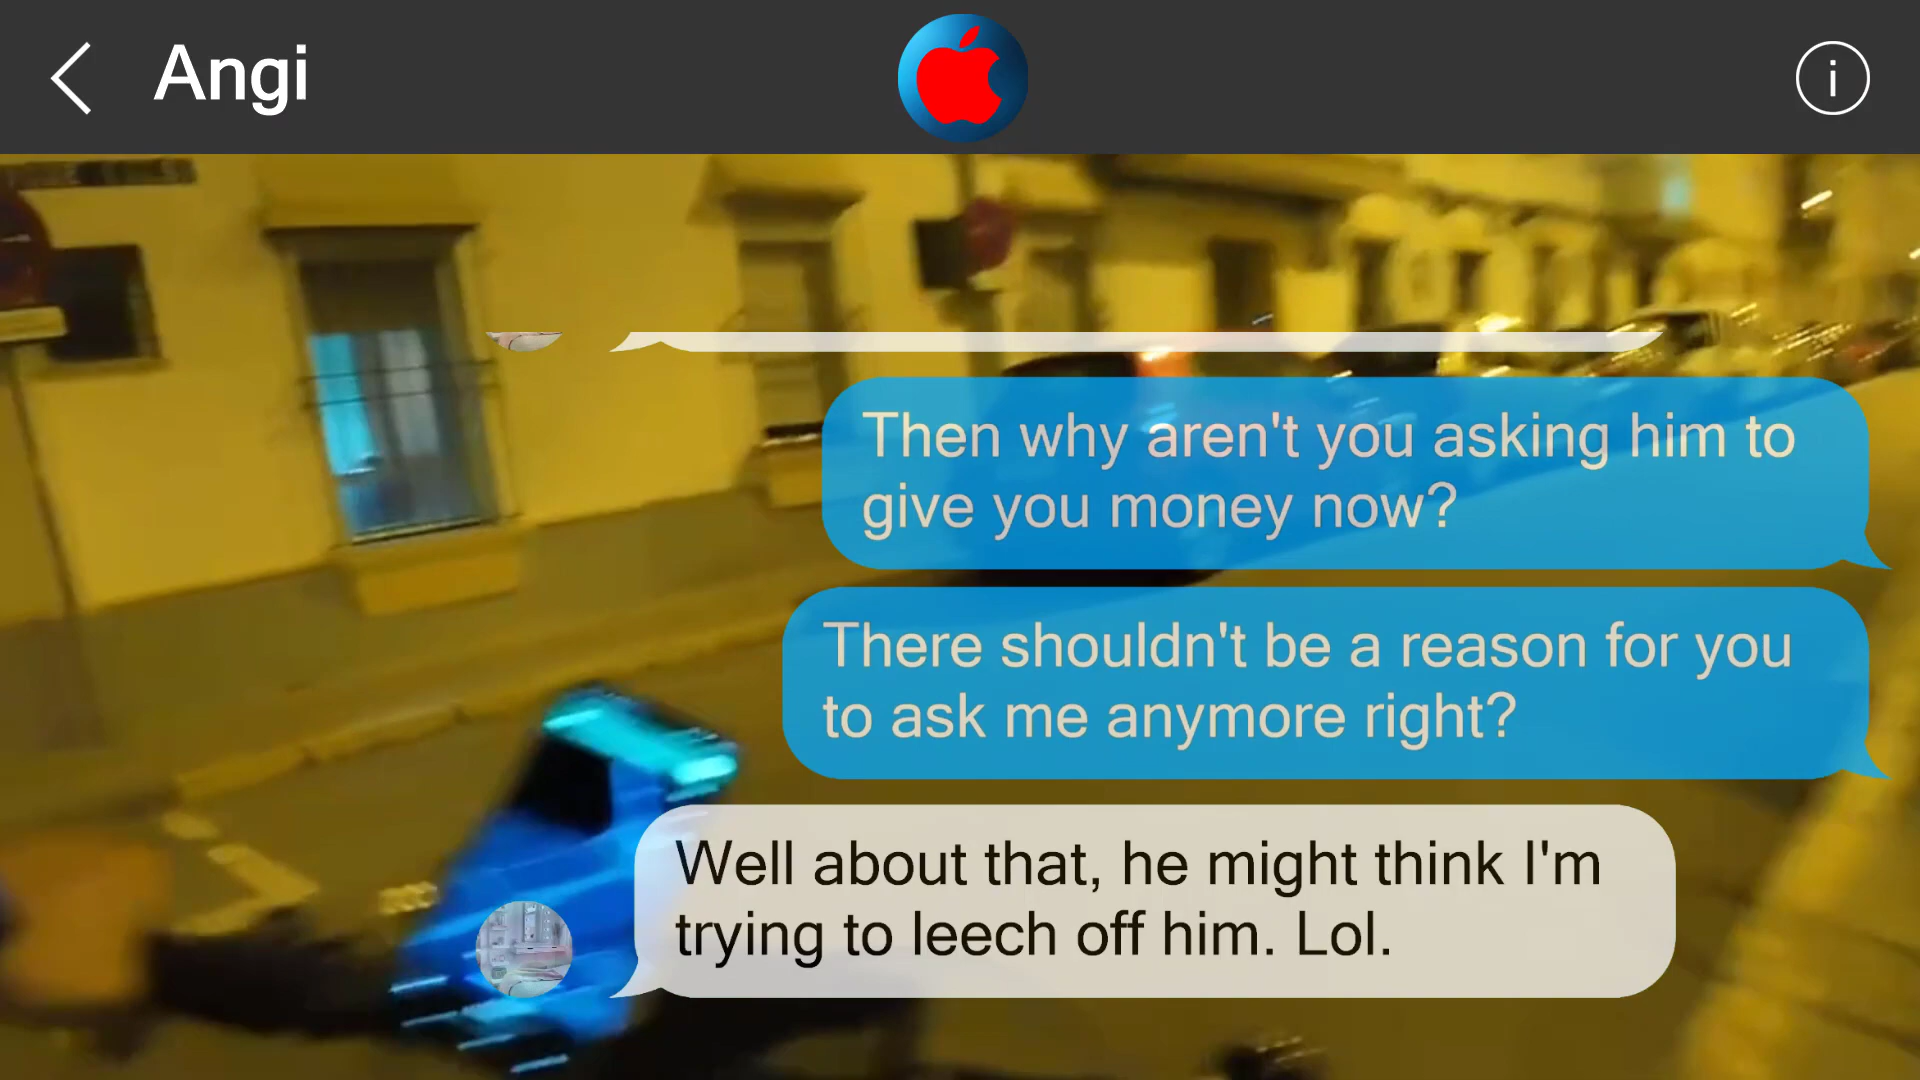 Angi
i
Then why aren't you asking him to
give you money now?
There shouldn't be a reason for you
to ask me anymore right?
Well about that, he might think I'm
trying to leech off him. Lol.